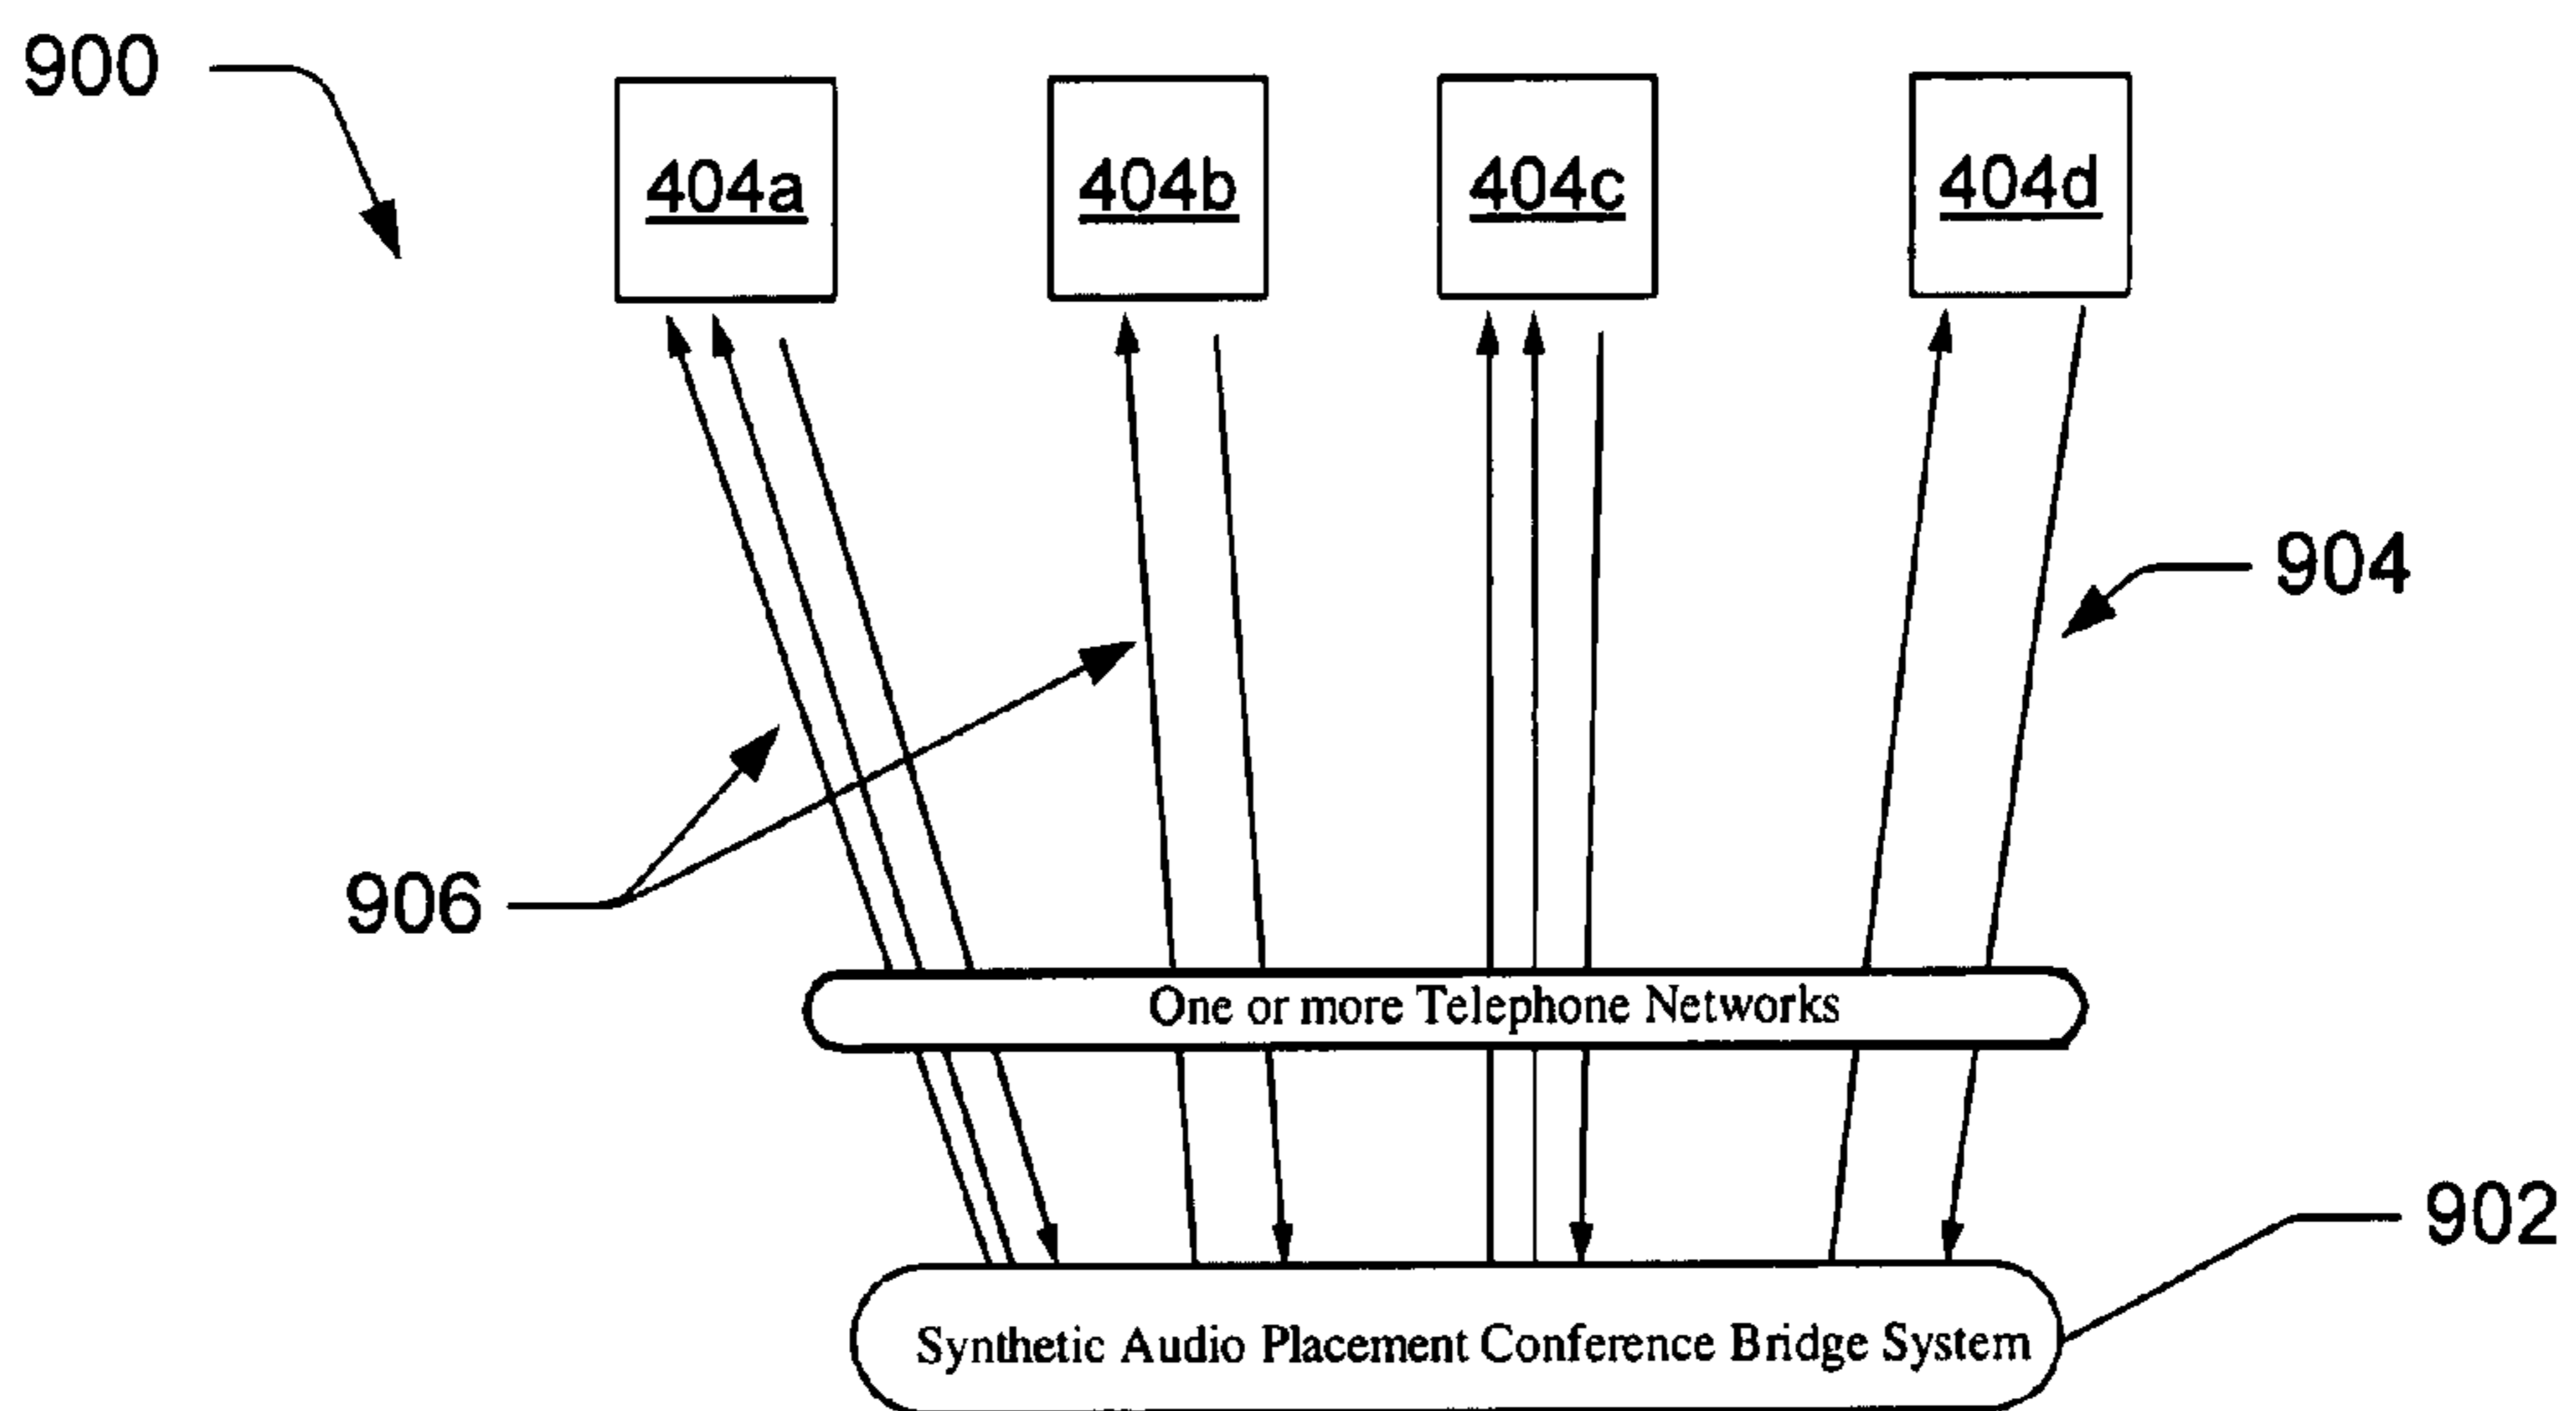 900
404a
404b
404c
404d
904
906
One or more Telephone Networks
902
Synthetic Audio Placement Conference Bridge System